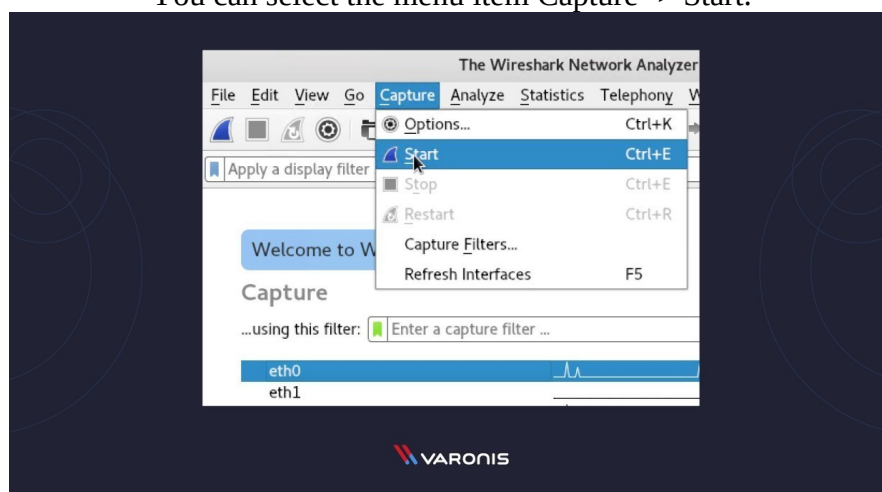 You can select the menu item Capture -> Start.
The Wireshark Network Analyzer
File Edit View Go Capture Analyze Statistics Telephony W
Options... Ctrl+K
Apply a display filter
Start Ctrl+E
Stop Ctrl+E
Restart Ctrl+R
Capture Filters...
Refresh Interfaces F5
Welcome to W
Capture
...using this filter: Enter a capture filter ...
eth0
eth1
VARONIS